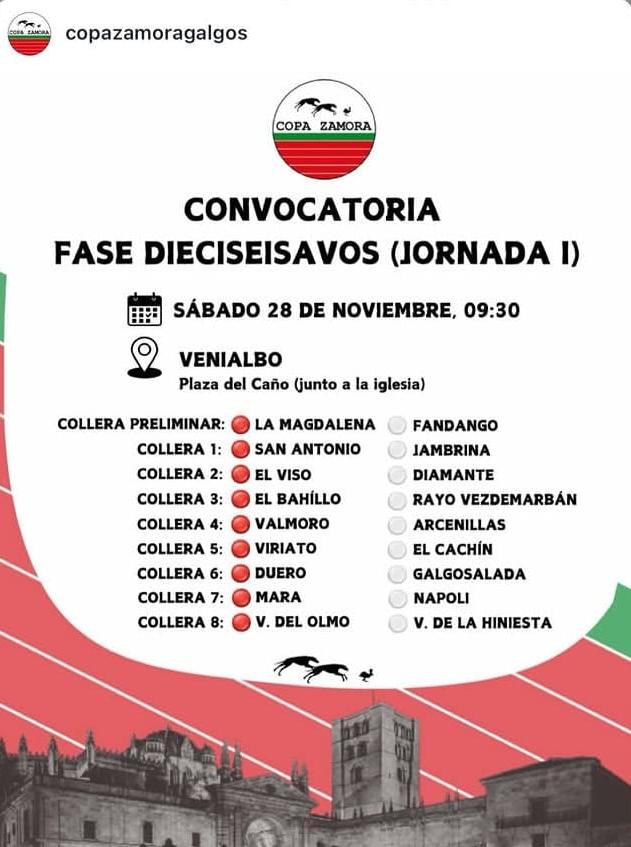 COPA ZAMORA
copazamoragalgos
COPA ZAMORA
CONVOCATORIA
FASE DIECISEISAVOS (JORNADA I)
SÁBADO 28 DE NOVIEMBRE, 09:30
VENIALBO
Plaza del Caño (junto a la iglesia)
COLLERA PRELIMINAR: LA MAGDALENA FANDANGO
COLLERA 1: SAN ANTONIO JAMBRINA
COLLERA 2: EL VISO DIAMANTE
COLLERA 3: EL BAHÍLLO RAYO VEZDEMARBÁN
COLLERA 4: VALMORO ARCENILLAS
COLLERA 5: VIRIATO EL CACHÍN
COLLERA 6: DUERO GALGOSALADA
COLLERA 7: MARA NAPOLI
COLLERA 8: V. DEL OLMO V. DE LA HINIESTA